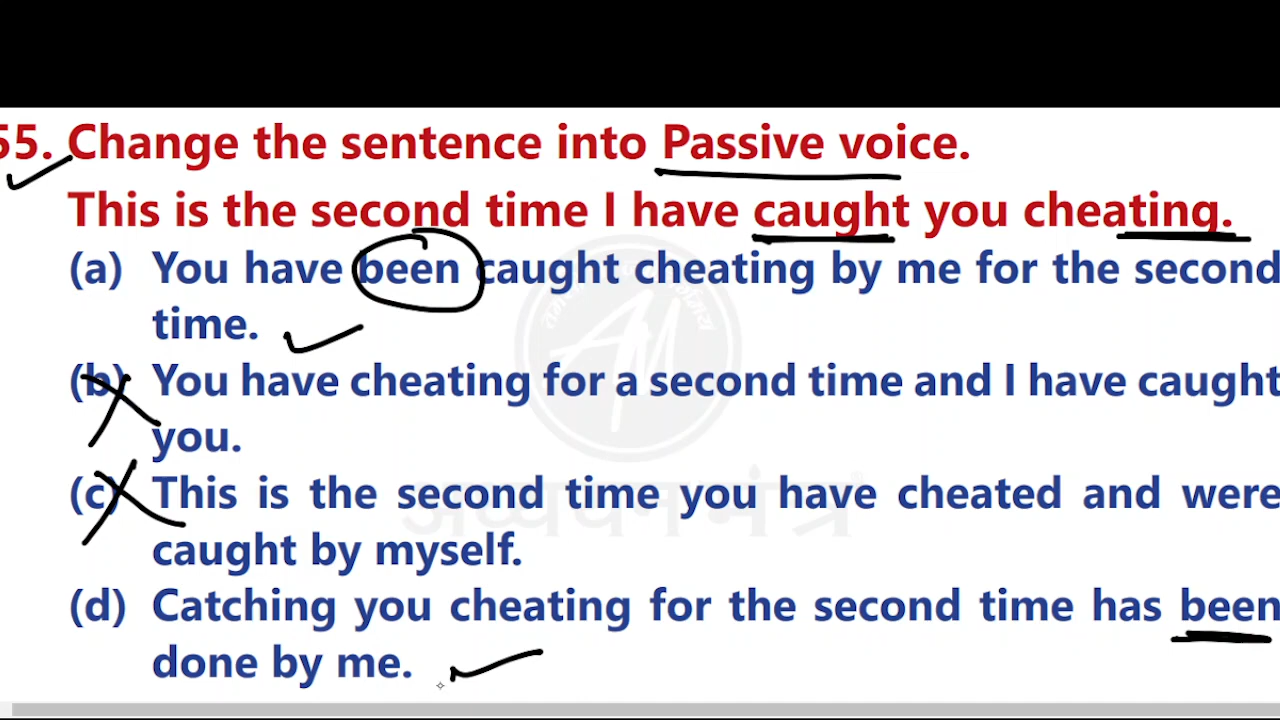 55. Change the sentence into Passive voice.
This is the second time I have caught you cheating.
(a) You have been caught cheating by me for the second
time.
(b) You have cheating for a second time and I have caught
you.
(c) This is the second time you have cheated and were
caught by myself.
(d) Catching you cheating for the second time has been
done by me.
AM
अध्ययन मंत्र